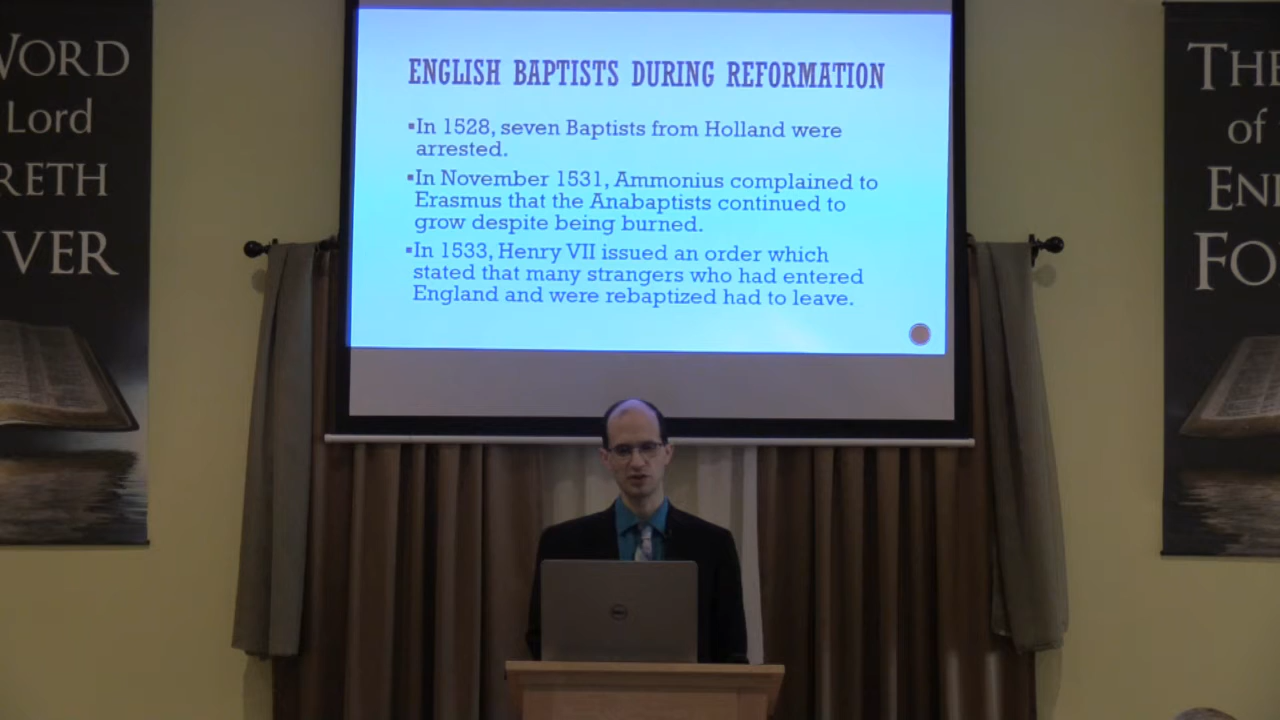 ENGLISH BAPTISTS DURING REFORMATION
▪In 1528, seven Baptists from Holland were
arrested.
▪In November 1531, Ammonius complained to
Erasmus that the Anabaptists continued to
grow despite being burned.
▪In 1533, Henry VII issued an order which
stated that many strangers who had entered
England and were rebaptized had to leave.
WORD
Lord
RETH
VER
THE
of
EN
FO
DELL